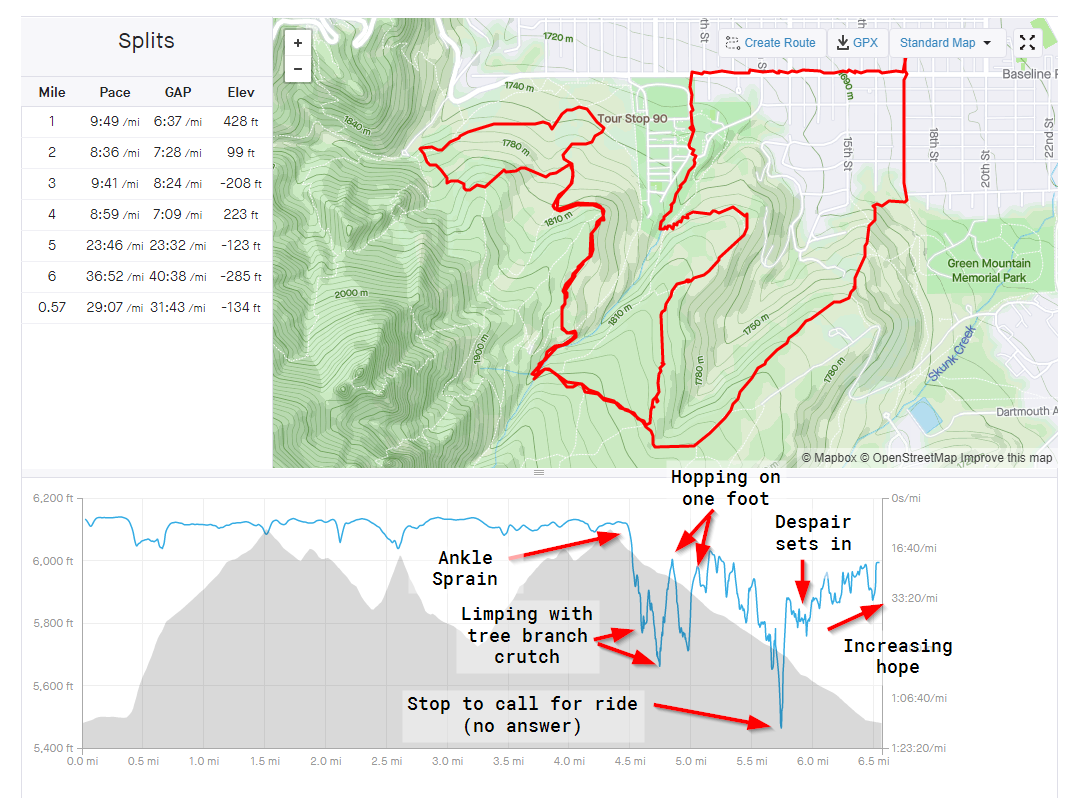 Splits
Mile Pace GAP Elev
1 9:49 /mi 6:37 /mi 428 ft
2 8:36 /mi 7:28 /mi 99 ft
3 9:41 /mi 8:24 /mi -208 ft
4 8:59 /mi 7:09 /mi 223 ft
5 23:46 /mi 23:32 /mi -123 ft
6 36:52 /mi 40:38 /mi -285 ft
0.57 29:07 /mi 31:43 /mi -134 ft
+
−
Create Route
GPX
Standard Map
1720 m
1740 m
1840 m
1780 m
1810 m
2000 m
1900 m
1810 m
1780 m
1750 m
1780 m
1690 m
Tour Stop 90
th St
th St
S
15th St
18th St
20th St
22nd St
Baseline R
Green Mountain
Memorial Park
Skunk Creek
Dartmouth A
© Mapbox © OpenStreetMap Improve this map
6,200 ft
6,000 ft
5,800 ft
5,600 ft
5,400 ft
0s/mi
16:40/mi
33:20/mi
1:06:40/mi
1:23:20/mi
Hopping on
one foot
Despair
sets in
Ankle
Sprain
Limping with
tree branch
crutch
Increasing
hope
Stop to call for ride
(no answer)
0.0 mi 0.5 mi 1.0 mi 1.5 mi 2.0 mi 2.5 mi 3.0 mi 3.5 mi 4.0 mi 4.5 mi 5.0 mi 5.5 mi 6.0 mi 6.5 mi